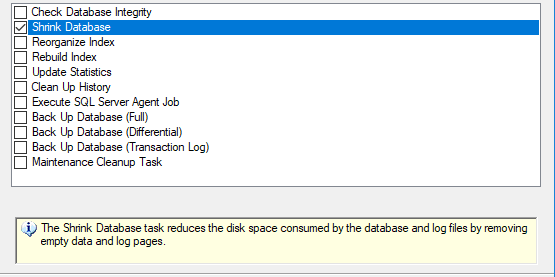 Check Database Integrity
Shrink Database
Reorganize Index
Rebuild Index
Update Statistics
Clean Up History
Execute SQL Server Agent Job
Back Up Database (Full)
Back Up Database (Differential)
Back Up Database (Transaction Log)
Maintenance Cleanup Task
The Shrink Database task reduces the disk space consumed by the database and log files by removing
empty data and log pages.